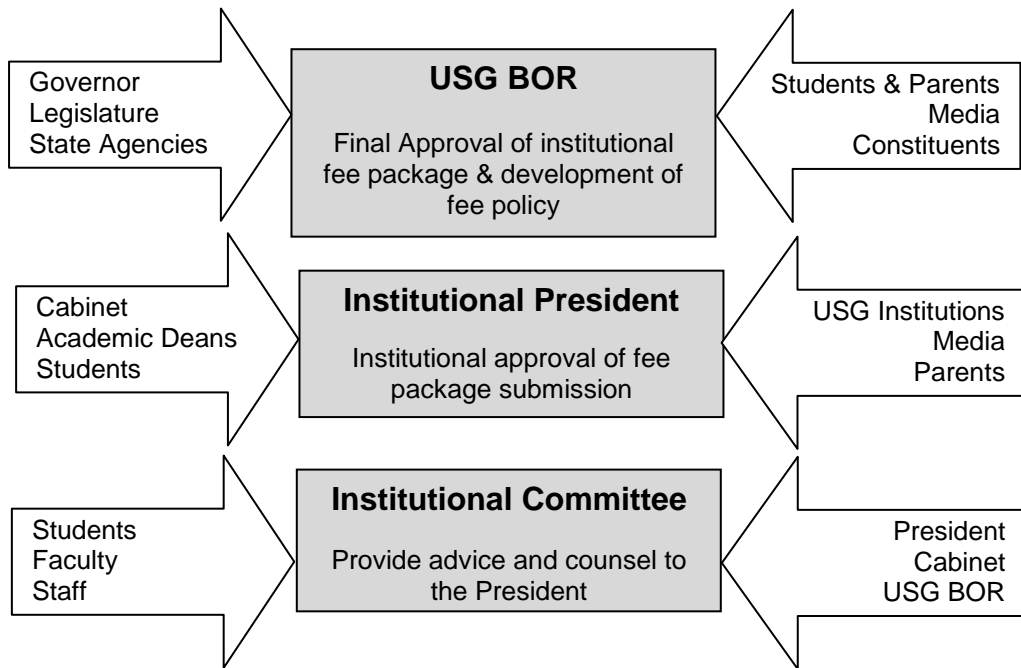 Governor
Legislature
State Agencies
USG BOR
Final Approval of institutional
fee package & development of
fee policy
Students & Parents
Media
Constituents
Cabinet
Academic Deans
Students
Institutional President
Institutional approval of fee
package submission
USG Institutions
Media
Parents
Students
Faculty
Staff
Institutional Committee
Provide advice and counsel to
the President
President
Cabinet
USG BOR